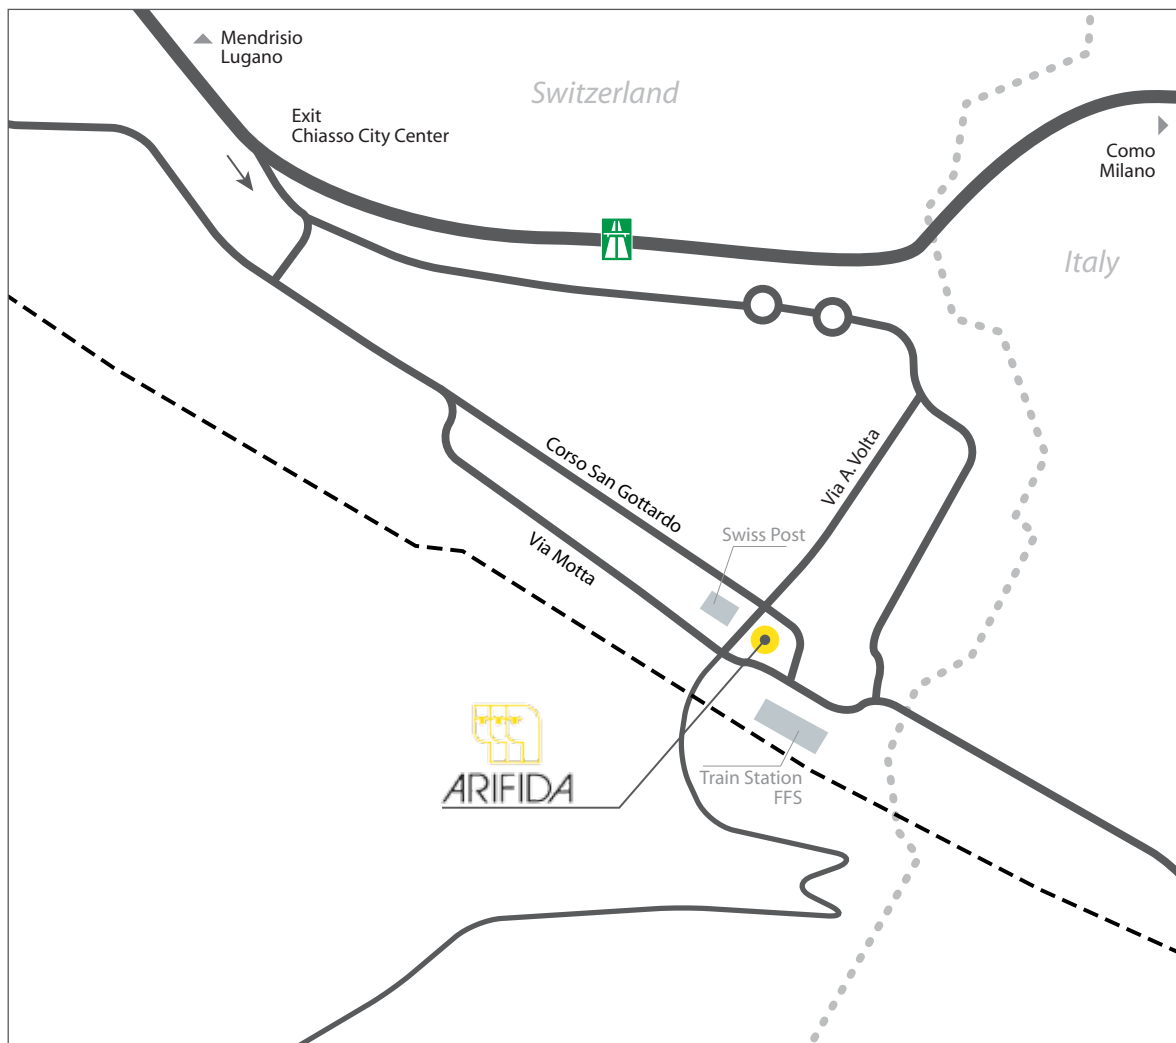 Mendrisio
Lugano
Switzerland
Exit
Chiasso City Center
Como
Milano
Italy
Corso San Gottardo
Via A. Volta
Swiss Post
Via Motta
ARIFIDA
Train Station
FFS